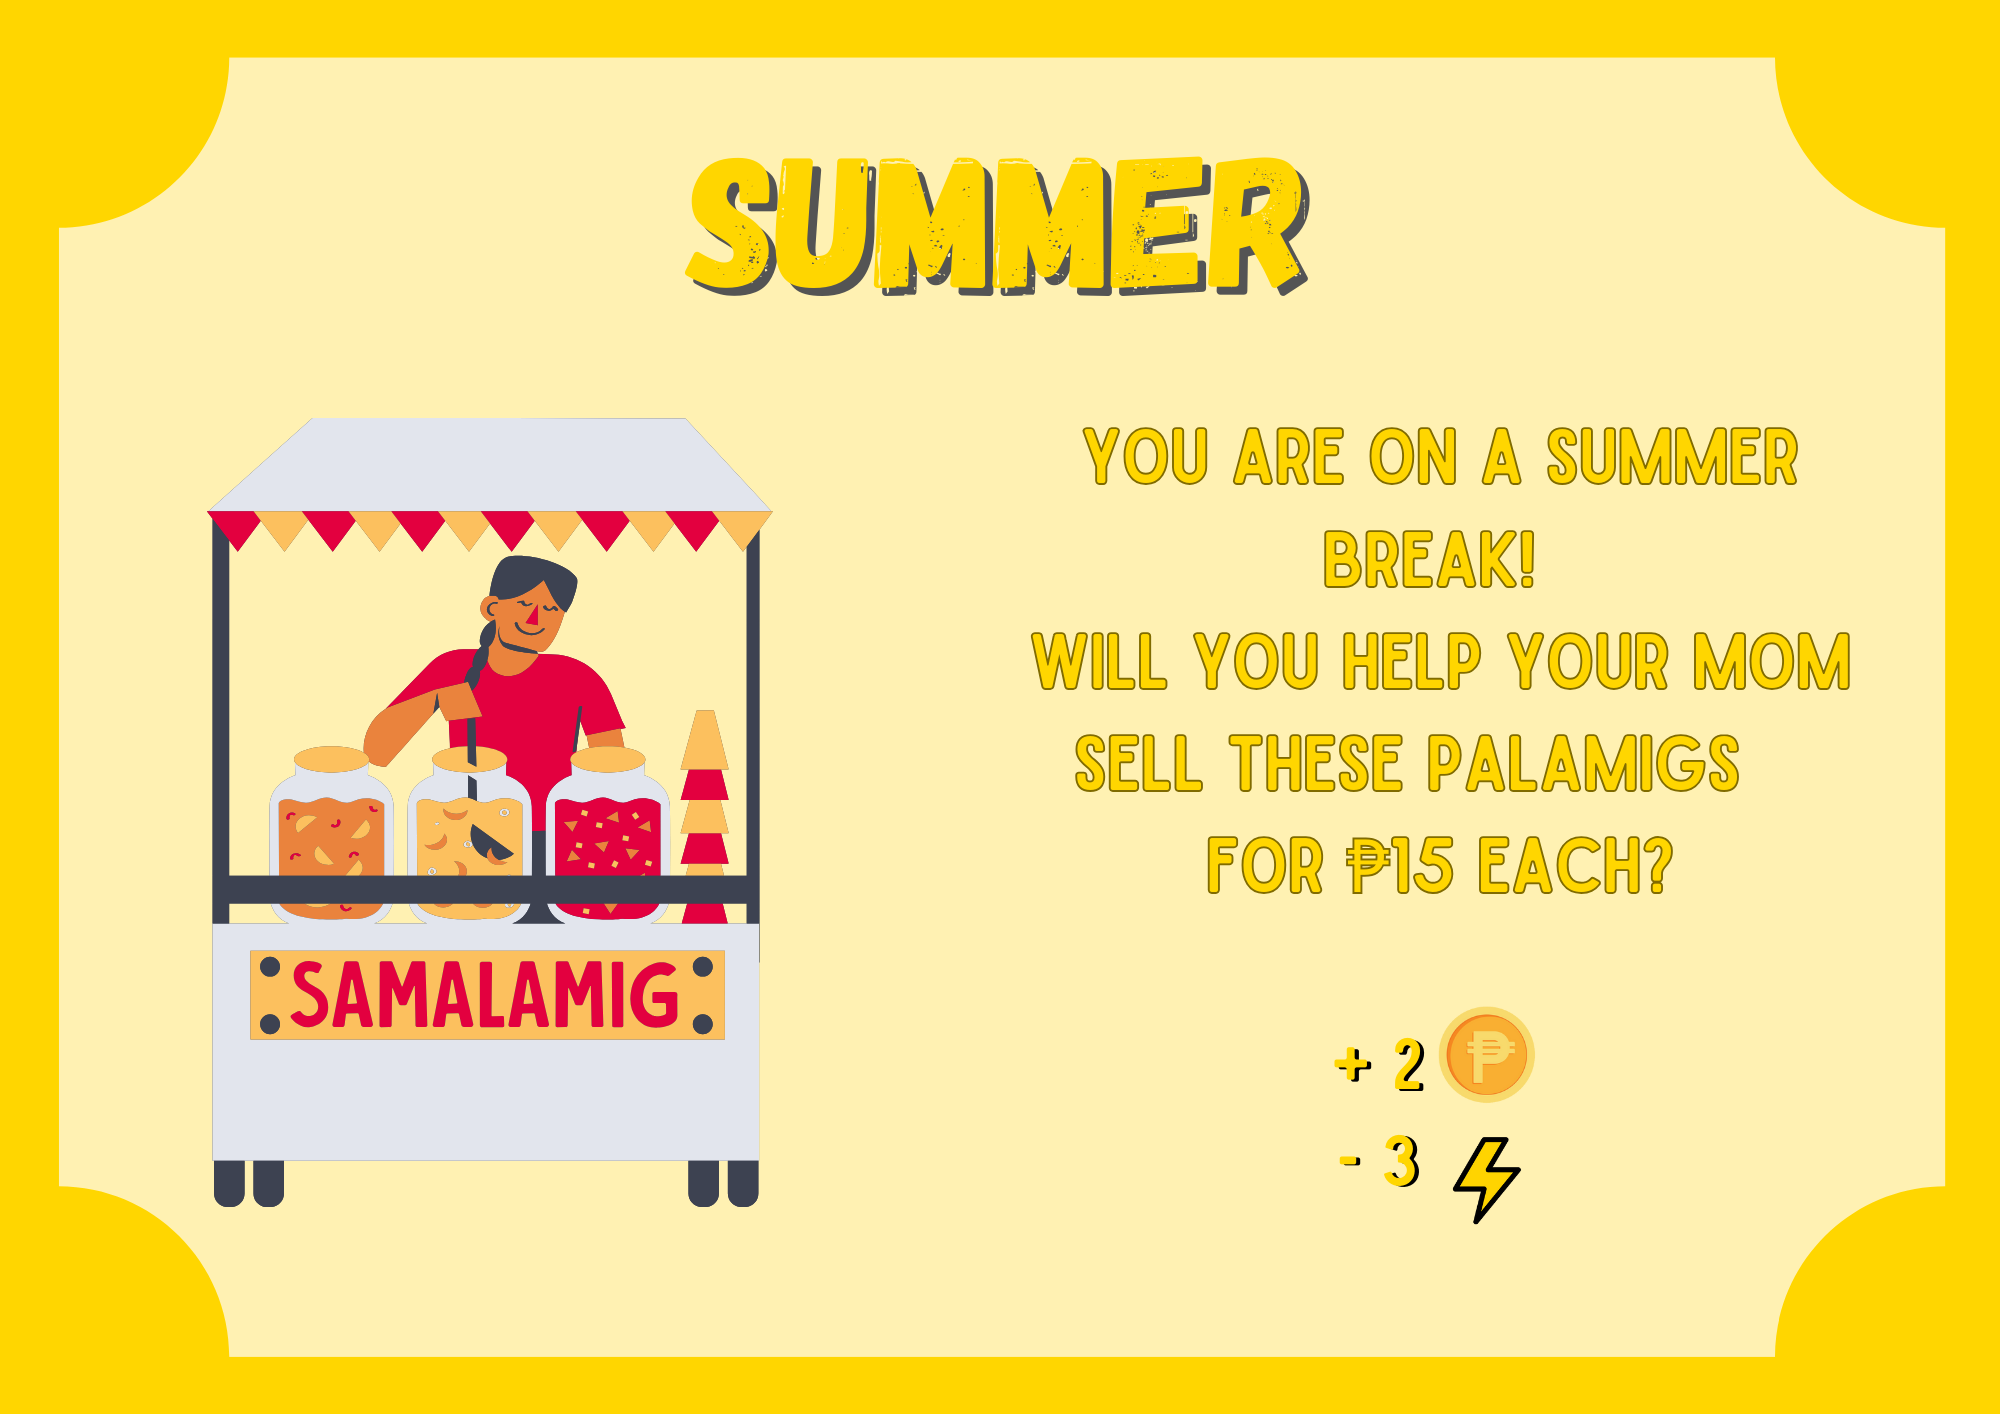 SUMMER
YOU ARE ON A SUMMER
BREAK!
WILL YOU HELP YOUR MOM
SELL THESE PALAMIGS
FOR ₱15 EACH?
SAMALAMIG
+ 2 ₱
- 3